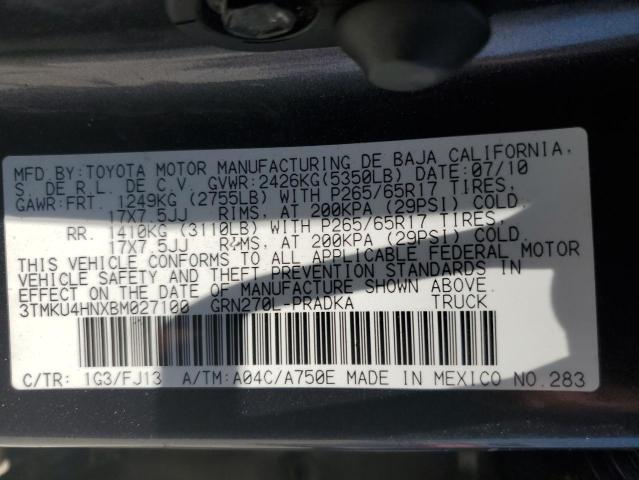 MFD BY: TOYOTA MOTOR MANUFACTURING DE BAJA CALIFORNIA,
S. DE R.L. DE C.V. GVWR:2426KG(5350LB) DATE:07/10
GAWR:FRT. 1249KG (2755LB) WITH P265/65R17 TIRES,
17X7.5JJ RIMS, AT 200KPA (29PSI) COLD
RR. 1410KG (3110LB) WITH P265/65R17 TIRES,
17X7.5JJ RIMS, AT 200KPA (29PSI) COLD.
THIS VEHICLE CONFORMS TO ALL APPLICABLE FEDERAL MOTOR
VEHICLE SAFETY AND THEFT PREVENTION STANDARDS IN
EFFECT ON THE DATE OF MANUFACTURE SHOWN ABOVE.
3TMKU4HNXBM027100 GRN270L-PRADKA TRUCK
C/TR: 1G3/FJ13 A/TM:A04C/A750E MADE IN MEXICO NO.283